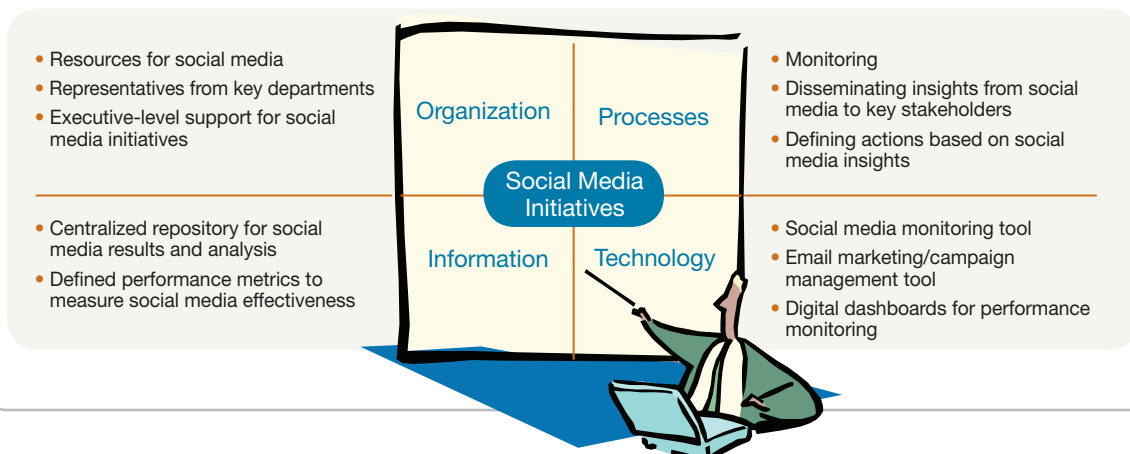 • Resources for social media
• Representatives from key departments
• Executive-level support for social
media initiatives
Organization
Processes
• Monitoring
• Disseminating insights from social
media to key stakeholders
• Defining actions based on social
media insights
Social Media
Initiatives
• Centralized repository for social
media results and analysis
• Defined performance metrics to
measure social media effectiveness
Information
Technology
• Social media monitoring tool
• Email marketing/campaign
management tool
• Digital dashboards for performance
monitoring